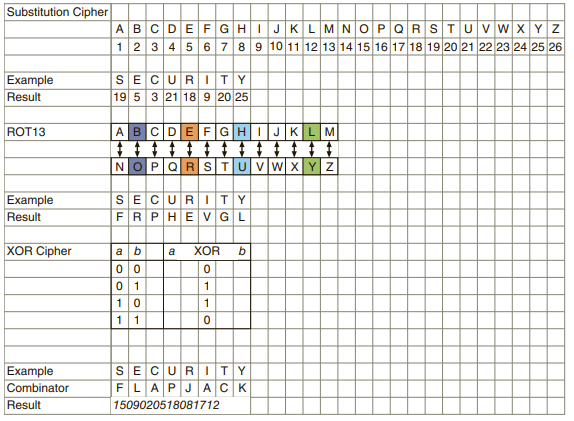 Substitution Cipher
A B C D E F G H I J K L M N O P Q R S T U V W X Y Z
1 2 3 4 5 6 7 8 9 10 11 12 13 14 15 16 17 18 19 20 21 22 23 24 25 26
Example S E C U R I T Y
Result 19 5 3 21 18 9 20 25
ROT13 A B C D E F G H I J K L M
N O P Q R S T U V W X Y Z
Example S E C U R I T Y
Result F R P H E V G L
XOR Cipher a b a XOR b
0 0 0
0 1 1
1 0 1
1 1 0
Example S E C U R I T Y
Combinator F L A P J A C K
Result 1509020518081712